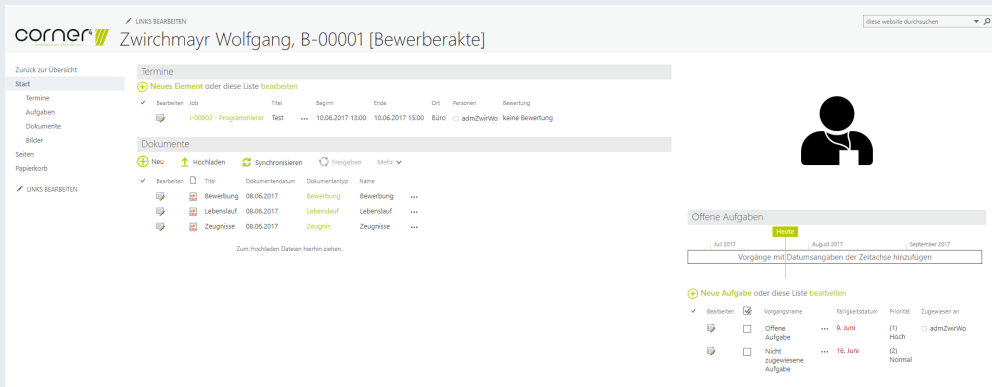 LINKS BEARBEITEN
diese website durchsuchen
corner4
Zwirchmayr Wolfgang, B-00001 [Bewerberakte]
Zurück zur Übersicht
Start
Termine
Aufgaben
Dokumente
Bilder
Seiten
Papierkorb
LINKS BEARBEITEN
Termine
Neues Element oder diese Liste bearbeiten
Bearbeiten Job Titel Beginn Ende Ort Personen Bewertung
J-00002 - Programmierer Test ... 10.06.2017 13:00 10.06.2017 15:00 Büro admZwirWo keine Bewertung
Dokumente
Neu Hochladen Synchronisieren Freigeben Mehr
Bearbeiten Titel Dokumentendatum Dokumententyp Name
Bewerbung 08.06.2017 Bewerbung Bewerbung ...
Lebenslauf 08.06.2017 Lebenslauf Lebenslauf ...
Zeugnisse 08.06.2017 Zeugnis Zeugnisse ...
Zum Hochladen Dateien hierhin ziehen.
Offene Aufgaben
Heute
Juli 2017 August 2017 September 2017
Vorgänge mit Datumsangaben der Zeitachse hinzufügen
Neue Aufgabe oder diese Liste bearbeiten
Bearbeiten Vorgangsname Fälligkeitsdatum Priorität Zugewiesen an
Offene ... 9. Juni (1) admZwirWo
Aufgabe Hoch
Nicht ... 16. Juni (2)
zugewiesene Normal
Aufgabe